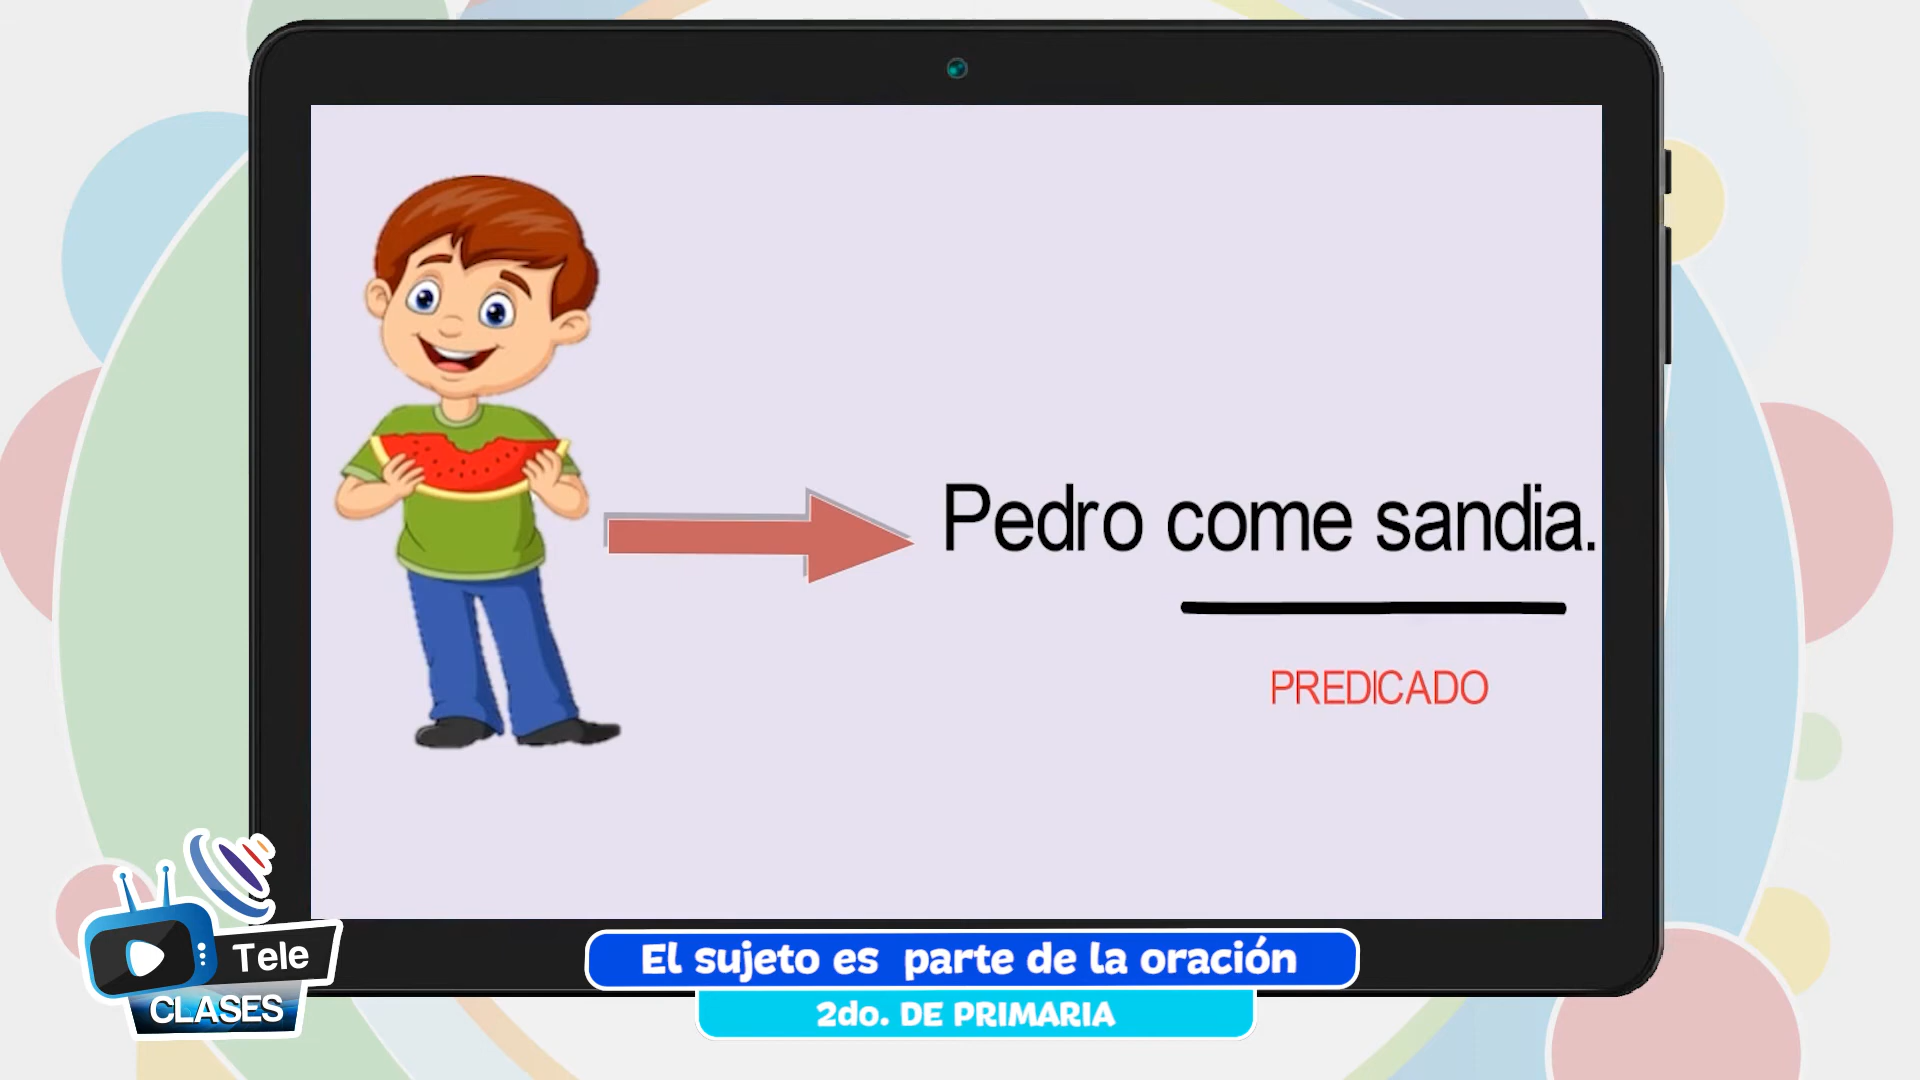 Pedro come sandia.
PREDICADO
Tele
CLASES
El sujeto es parte de la oración
2do. DE PRIMARIA